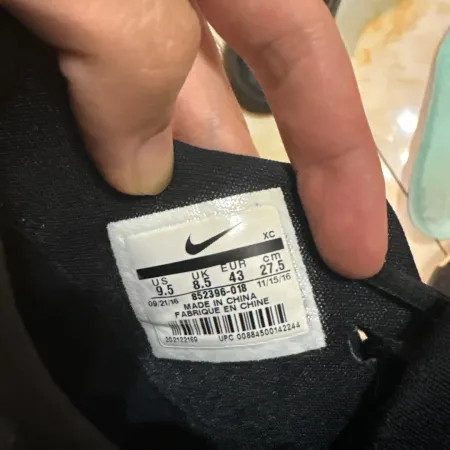 XC
US UK EUR cm
9.5 8.5 43 27.5
09/21/16 852396-018 11/15/16
MADE IN CHINA
FABRIQUE EN CHINE
UPC 00884500142244